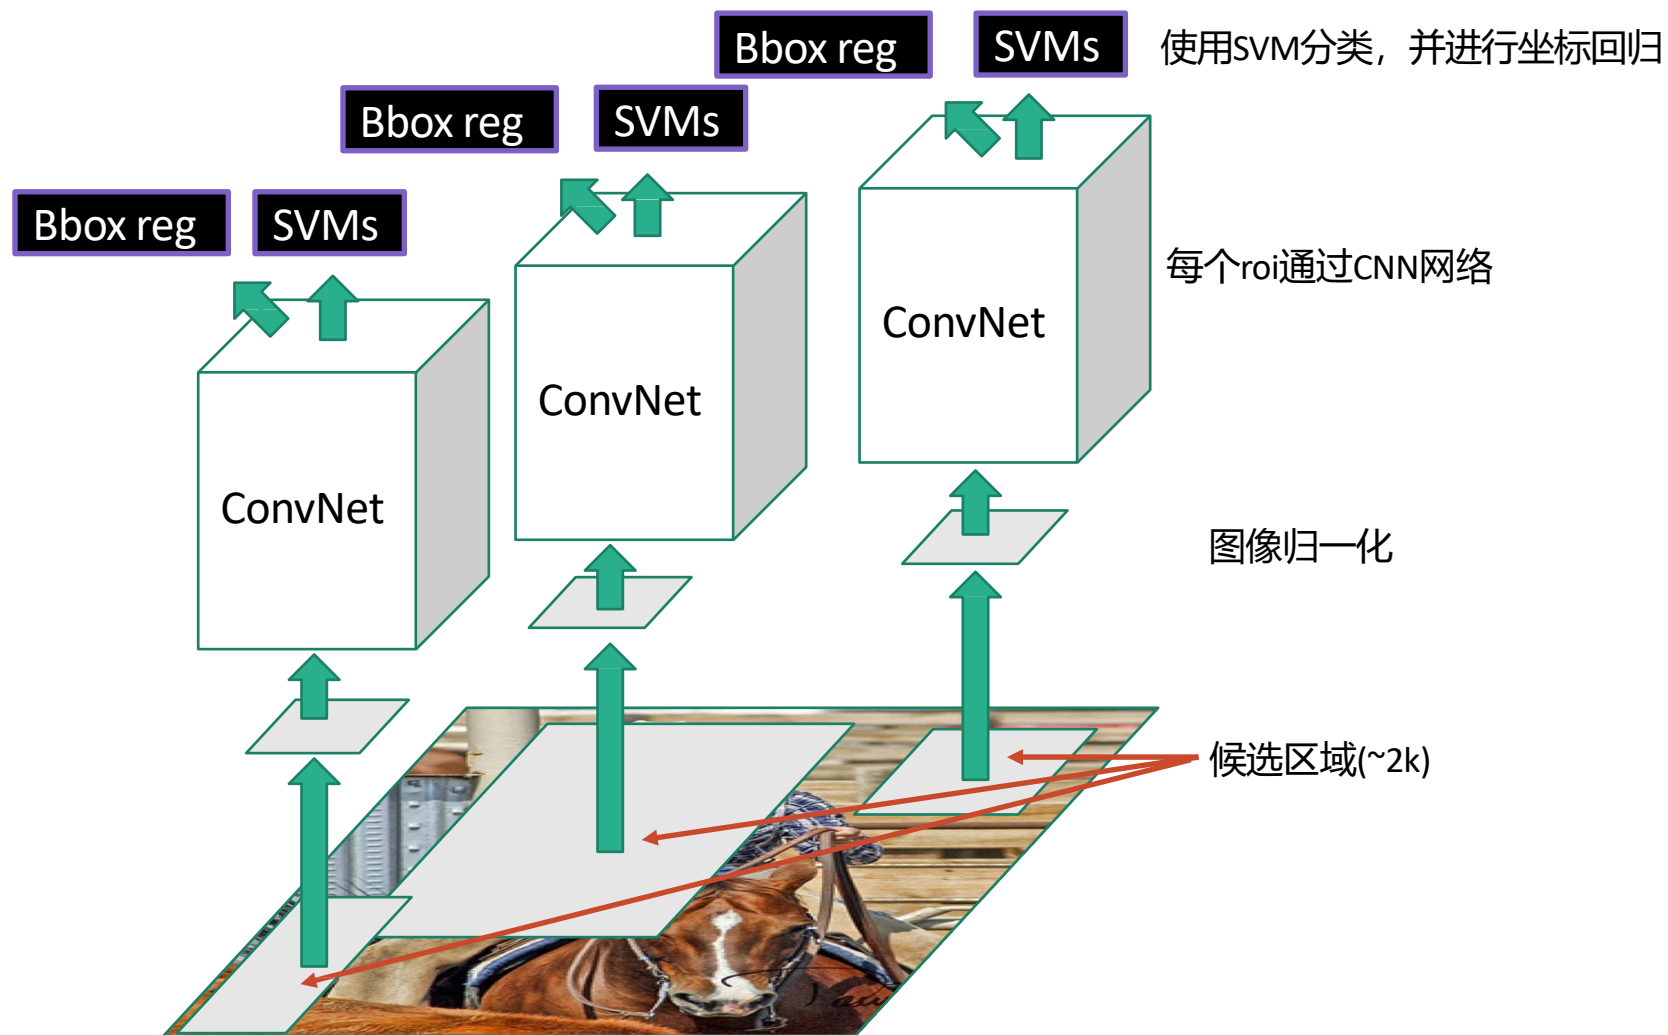 Bbox reg
SVMs
使用SVM分类，并进行坐标回归
Bbox reg
SVMs
Bbox reg
SVMs
每个roi通过CNN网络
ConvNet
ConvNet
ConvNet
图像归一化
候选区域(~2k)